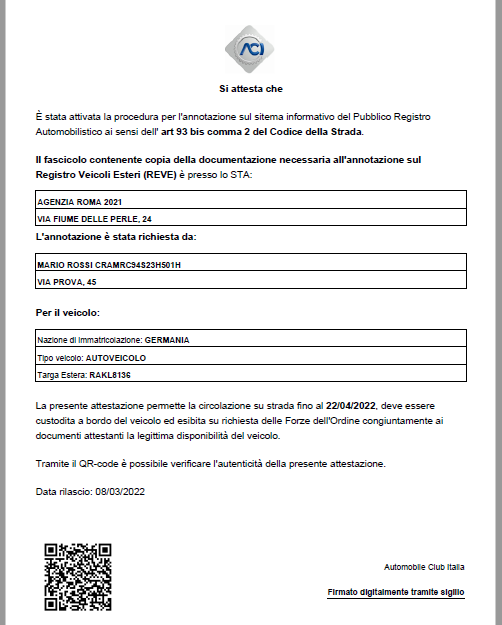 ACI
Si attesta che
È stata attivata la procedura per l'annotazione sul sitema informativo del Pubblico Registro
Automobilistico ai sensi dell' art 93 bis comma 2 del Codice della Strada.
Il fascicolo contenente copia della documentazione necessaria all'annotazione sul
Registro Veicoli Esteri (REVE) è presso lo STA:
AGENZIA ROMA 2021
VIA FIUME DELLE PERLE, 24
L'annotazione è stata richiesta da:
MARIO ROSSI CRAMRC94S23H501H
VIA PROVA, 45
Per il veicolo:
Nazione di immatricolazione: GERMANIA
Tipo veicolo: AUTOVEICOLO
Targa Estera: RAKL8136
La presente attestazione permette la circolazione su strada fino al 22/04/2022, deve essere
custodita a bordo del veicolo ed esibita su richiesta delle Forze dell'Ordine congiuntamente ai
documenti attestanti la legittima disponibilità del veicolo.
Tramite il QR-code è possibile verificare l'autenticità della presente attestazione.
Data rilascio: 08/03/2022
Automobile Club Italia
Firmato digitalmente tramite sigillo